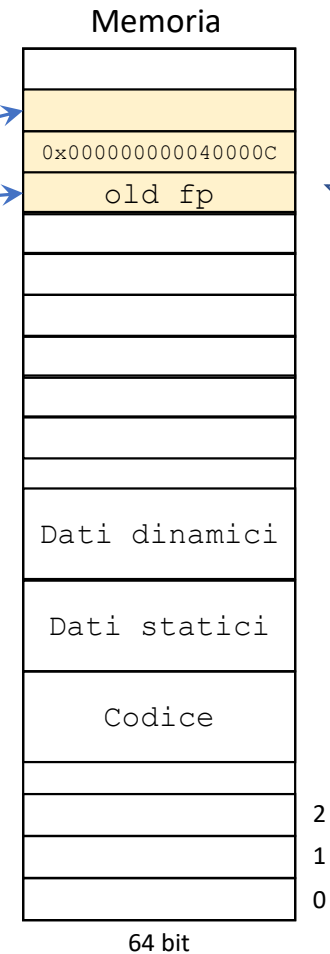 Memoria
0x000000000040000C
old fp
Dati dinamici
Dati statici
Codice
2
1
0
64 bit